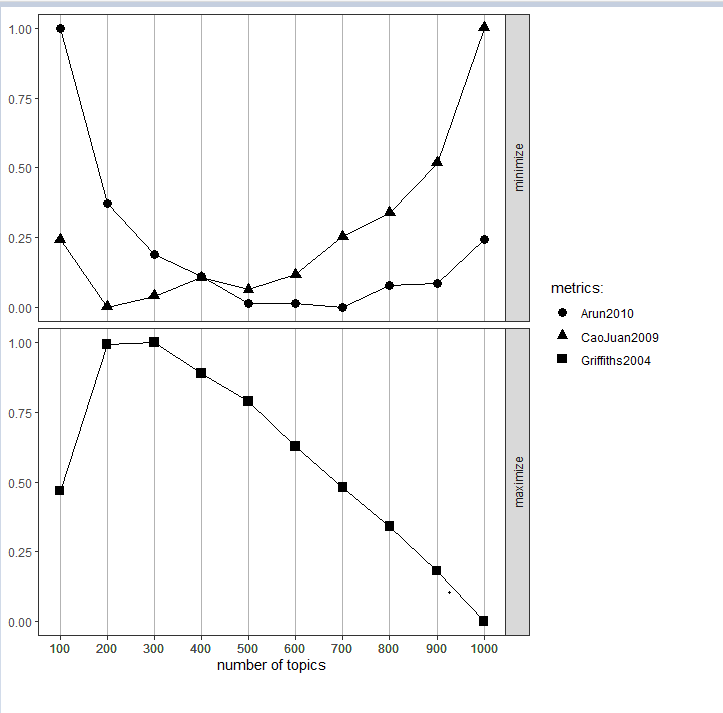 1.00
0.75
0.50
0.25
0.00
minimize
1.00
0.75
0.50
0.25
0.00
maximize
100 200 300 400 500 600 700 800 900 1000
number of topics
metrics:
Arun2010
CaoJuan2009
Griffiths2004